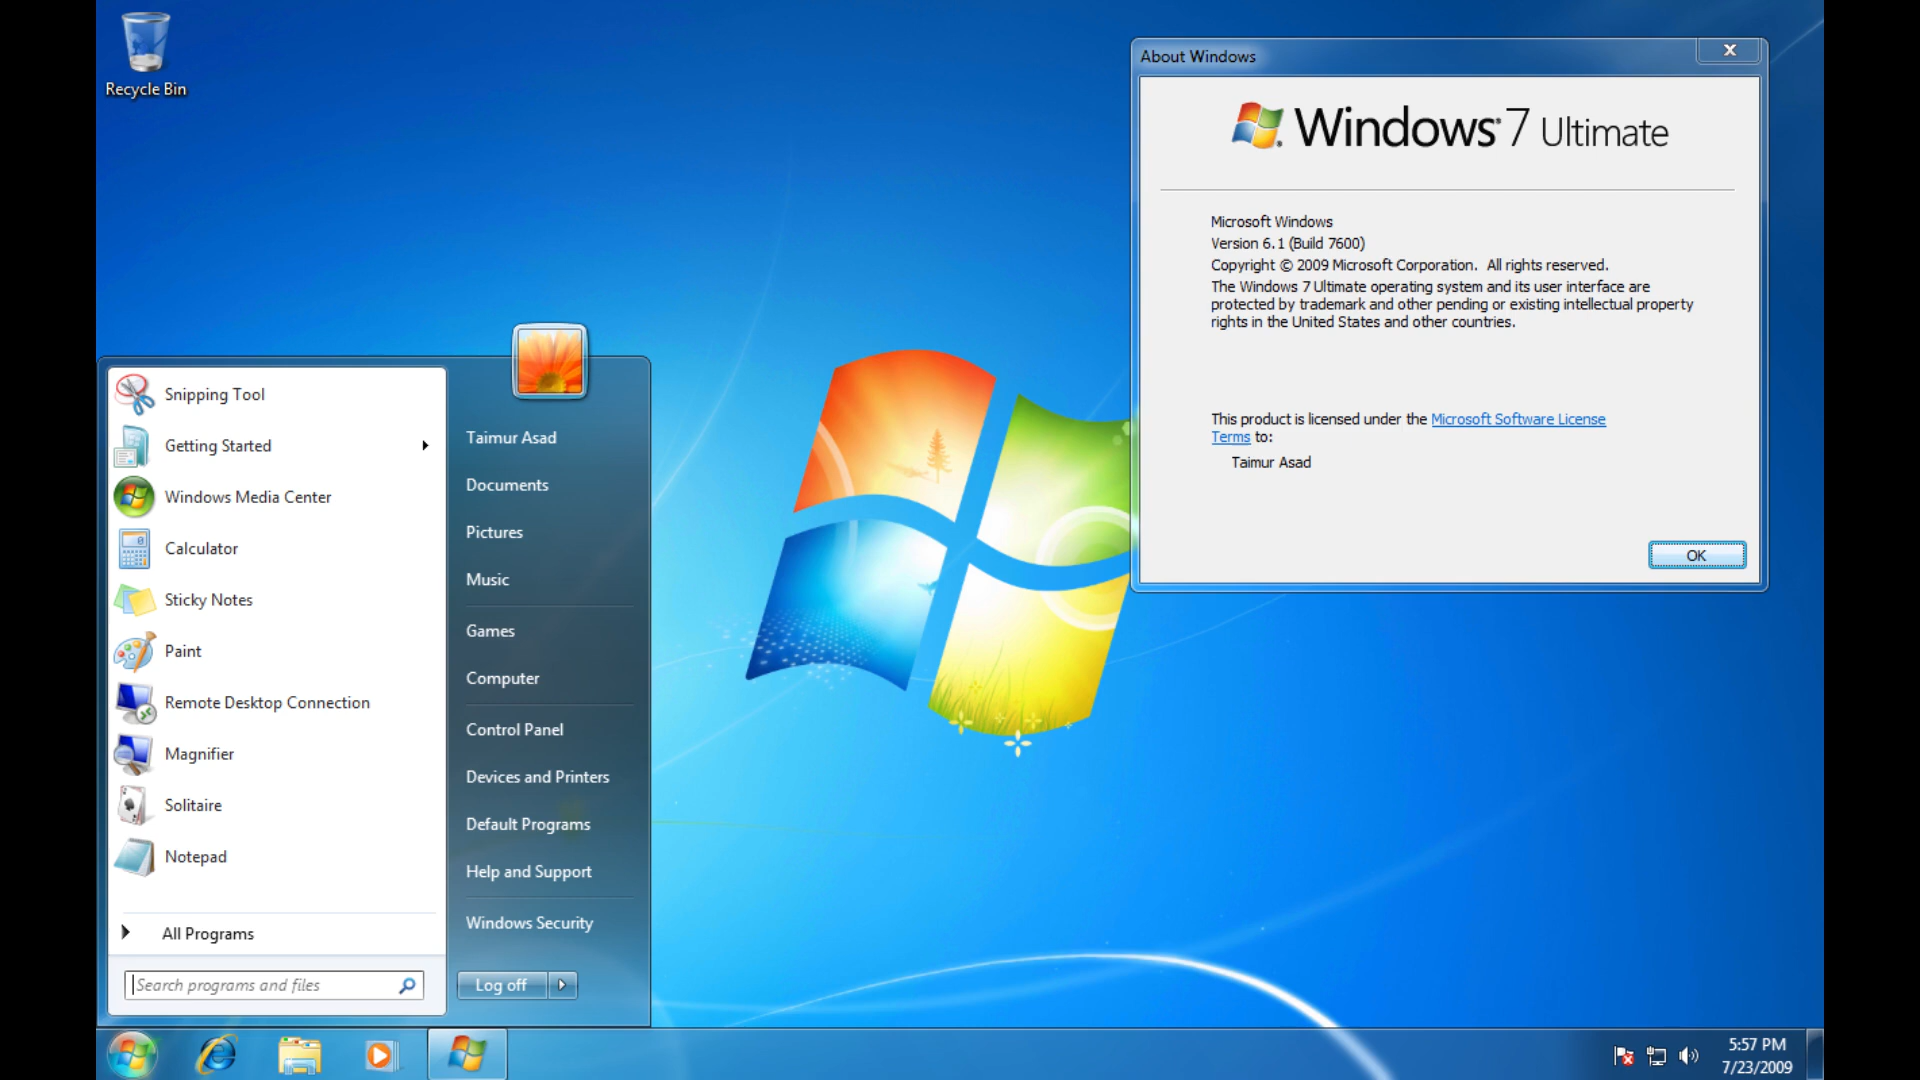 Recycle Bin
About Windows
Windows® 7 Ultimate
Microsoft Windows
Version 6.1 (Build 7600)
Copyright © 2009 Microsoft Corporation. All rights reserved.
The Windows 7 Ultimate operating system and its user interface are
protected by trademark and other pending or existing intellectual property
rights in the United States and other countries.
This product is licensed under the Microsoft Software License
Terms to:
Taimur Asad
OK
Snipping Tool
Getting Started
Windows Media Center
Calculator
Sticky Notes
Paint
Remote Desktop Connection
Magnifier
Solitaire
Notepad
All Programs
Search programs and files
Taimur Asad
Documents
Pictures
Music
Games
Computer
Control Panel
Devices and Printers
Default Programs
Help and Support
Windows Security
Log off
5:57 PM
7/23/2009